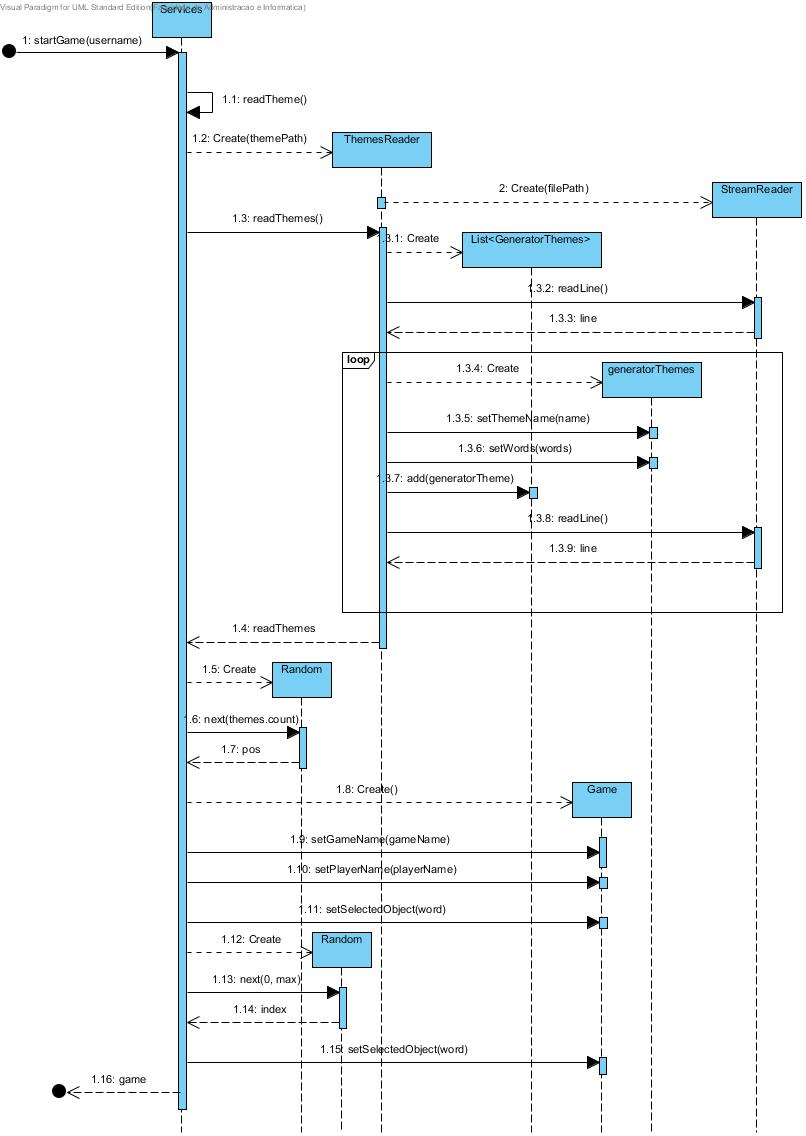 Visual Paradigm for UML Standard Edition( Administracao e Informatica)
Services
1: startGame(username)
1.1: readTheme()
1.2: Create(themePath)
ThemesReader
2: Create(filePath)
StreamReader
1.3: readThemes()
.3.1: Create
List<GeneratorThemes>
1.3.2: readLine()
1.3.3: line
loop
1.3.4: Create
generatorThemes
1.3.5: setThemeName(name)
1.3.6: setWords(words)
1.3.7: add(generatorTheme)
1.3.8: readLine()
1.3.9: line
1.4: readThemes
1.5: Create
Random
1.6: next(themes.count)
1.7: pos
1.8: Create()
Game
1.9: setGameName(gameName)
1.10: setPlayerName(playerName)
1.11: setSelectedObject(word)
1.12: Create
Random
1.13: next(0, max)
1.14: index
1.15: setSelectedObject(word)
1.16: game